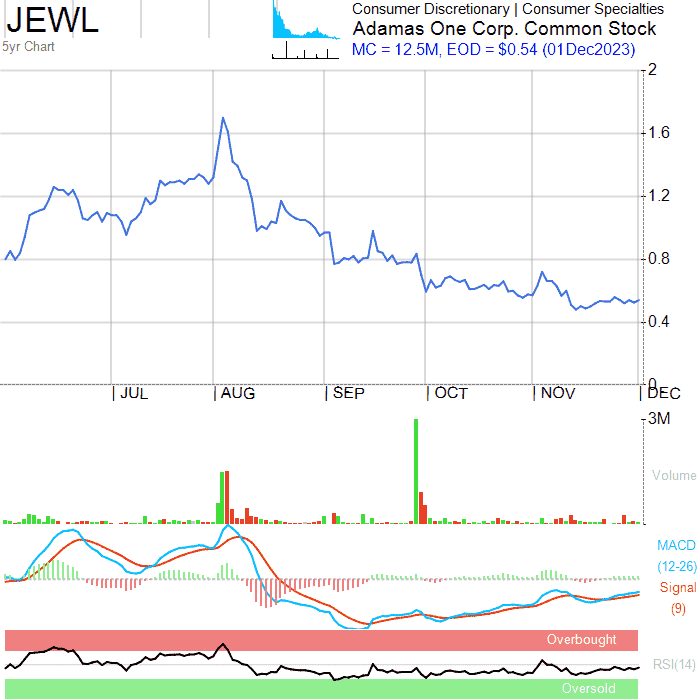 JEWL
5yr Chart
Consumer Discretionary | Consumer Specialties
Adamas One Corp. Common Stock
MC = 12.5M, EOD = $0.54 (01Dec2023)
2
1.6
1.2
0.8
0.4
0
| JUL | AUG | SEP | OCT | NOV | DEC
3M
Volume
MACD
(12-26)
Signal
(9)
Overbought
RSI(14)
Oversold